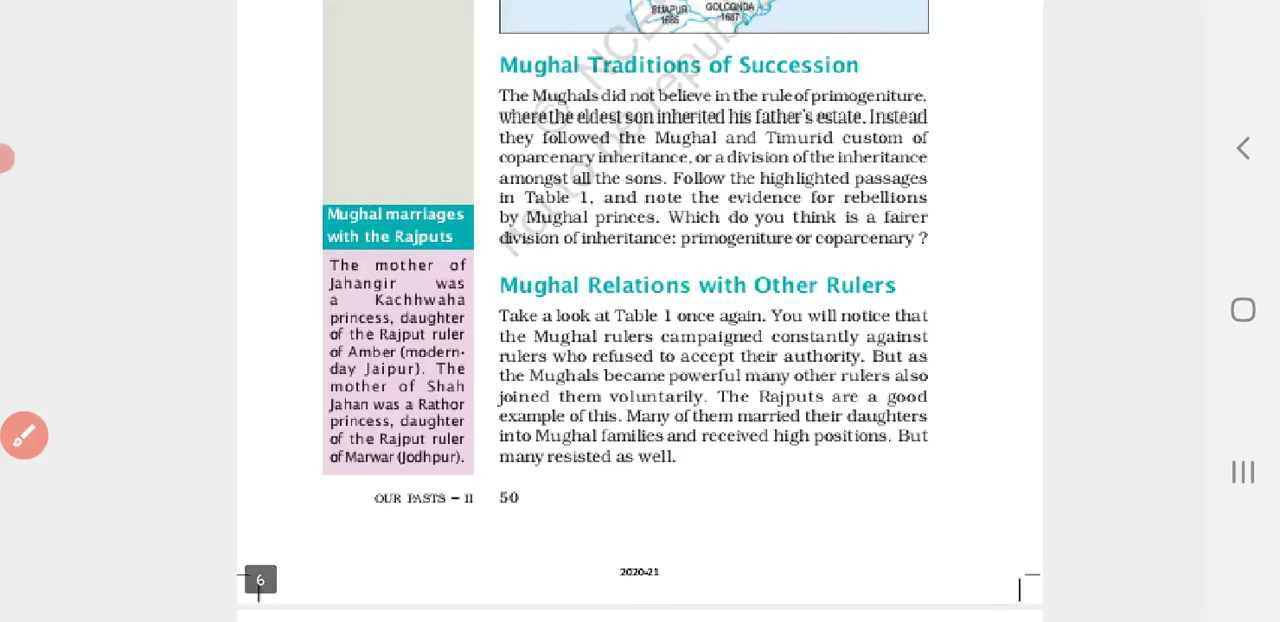 BIJAPUR
1686
GOLCONDA
1687
Mughal Traditions of Succession
The Mughals did not believe in the rule of primogeniture,
where the eldest son inherited his father's estate. Instead
they followed the Mughal and Timurid custom of
coparcenary inheritance, or a division of the inheritance
amongst all the sons. Follow the highlighted passages
in Table 1, and note the evidence for rebellions
by Mughal princes. Which do you think is a fairer
division of inheritance: primogeniture or coparcenary ?
Mughal marriages
with the Rajputs
The mother of
Jahangir was
a Kachhwaha
princess, daughter
of the Rajput ruler
of Amber (modern-
day Jaipur). The
mother of Shah
Jahan was a Rathor
princess, daughter
of the Rajput ruler
of Marwar (Jodhpur).
Mughal Relations with Other Rulers
Take a look at Table 1 once again. You will notice that
the Mughal rulers campaigned constantly against
rulers who refused to accept their authority. But as
the Mughals became powerful many other rulers also
joined them voluntarily. The Rajputs are a good
example of this. Many of them married their daughters
into Mughal families and received high positions. But
many resisted as well.
OUR PASTS – II 50
2020-21
6
© NCE
not to be republ